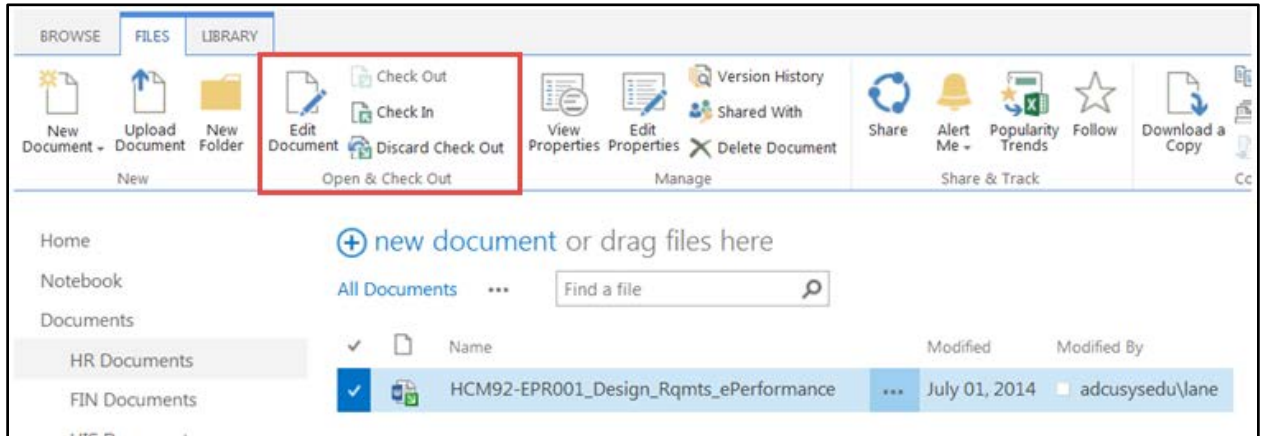 BROWSE FILES LIBRARY
New Document
Upload Document
New Folder
New
Edit Document
Check Out
Check In
Discard Check Out
Open & Check Out
View Properties
Edit Properties
Version History
Shared With
Delete Document
Manage
Share
Alert Me
Popularity Trends
Follow
Share & Track
Download a Copy
Home
Notebook
Documents
HR Documents
FIN Documents
new document or drag files here
All Documents ••• Find a file
Name Modified Modified By
HCM92-EPR001_Design_Rqmts_ePerformance ••• July 01, 2014 adcusysedu\lane